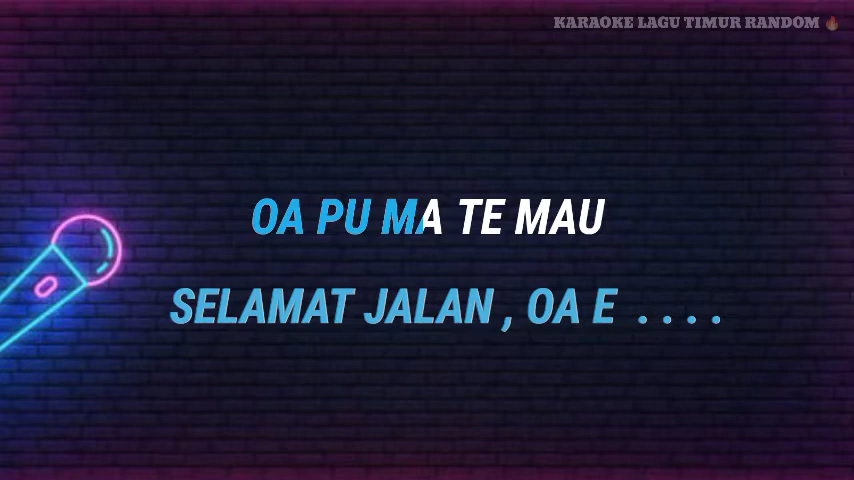 KARAOKE LAGU TIMUR RANDOM 🔥
OA PU MA TE MAU
SELAMAT JALAN , OA E . . . .